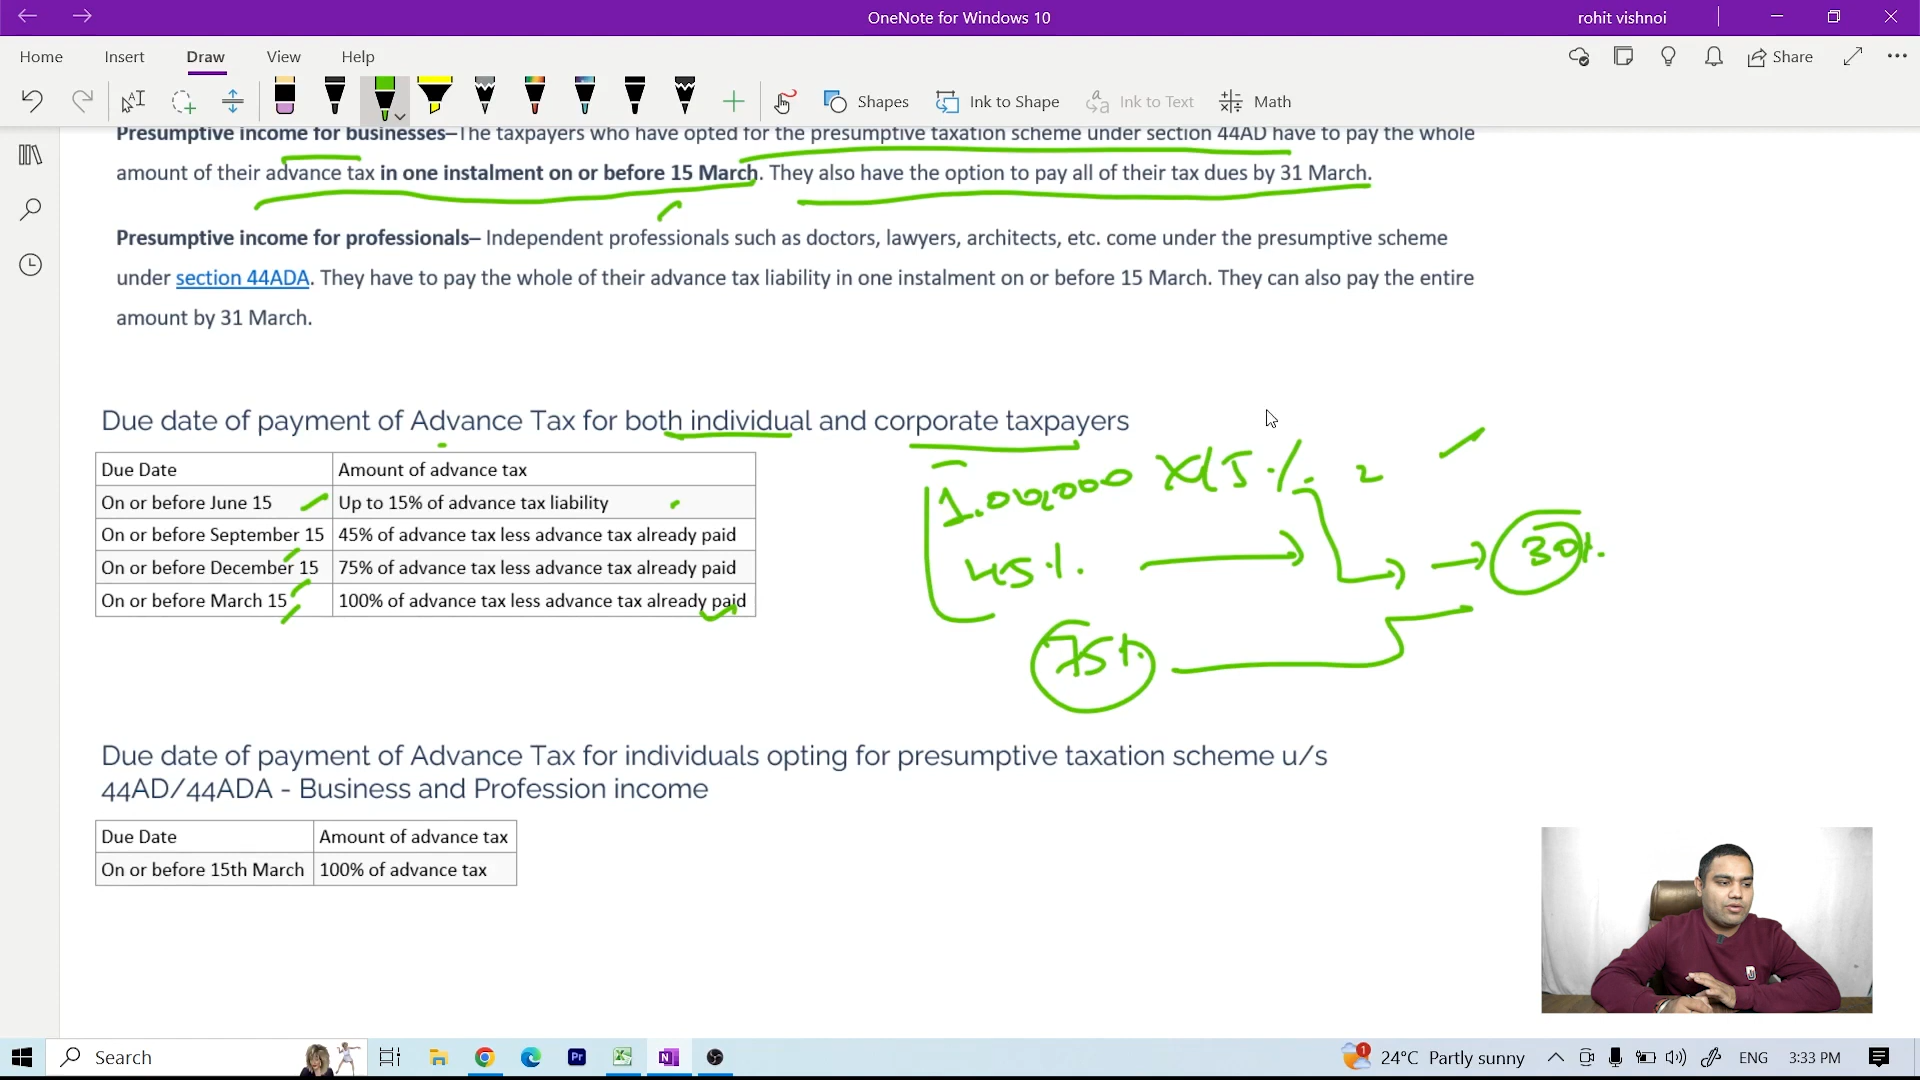 OneNote for Windows 10
rohit vishnoi
Home Insert Draw View Help
Share
Shapes Ink to Shape Ink to Text Math
Presumptive income for businesses–The taxpayers who have opted for the presumptive taxation scheme under section 44AD have to pay the whole
amount of their advance tax in one instalment on or before 15 March. They also have the option to pay all of their tax dues by 31 March.
Presumptive income for professionals– Independent professionals such as doctors, lawyers, architects, etc. come under the presumptive scheme
under section 44ADA. They have to pay the whole of their advance tax liability in one instalment on or before 15 March. They can also pay the entire
amount by 31 March.
Due date of payment of Advance Tax for both individual and corporate taxpayers
Due Date Amount of advance tax
On or before June 15 Up to 15% of advance tax liability
On or before September 15 45% of advance tax less advance tax already paid
On or before December 15 75% of advance tax less advance tax already paid
On or before March 15 100% of advance tax less advance tax already paid
1.00,000 X15%
45%
30%
75%
Due date of payment of Advance Tax for individuals opting for presumptive taxation scheme u/s
44AD/44ADA - Business and Profession income
Due Date Amount of advance tax
On or before 15th March 100% of advance tax
Search
1
24°C Partly sunny
ENG 3:33 PM